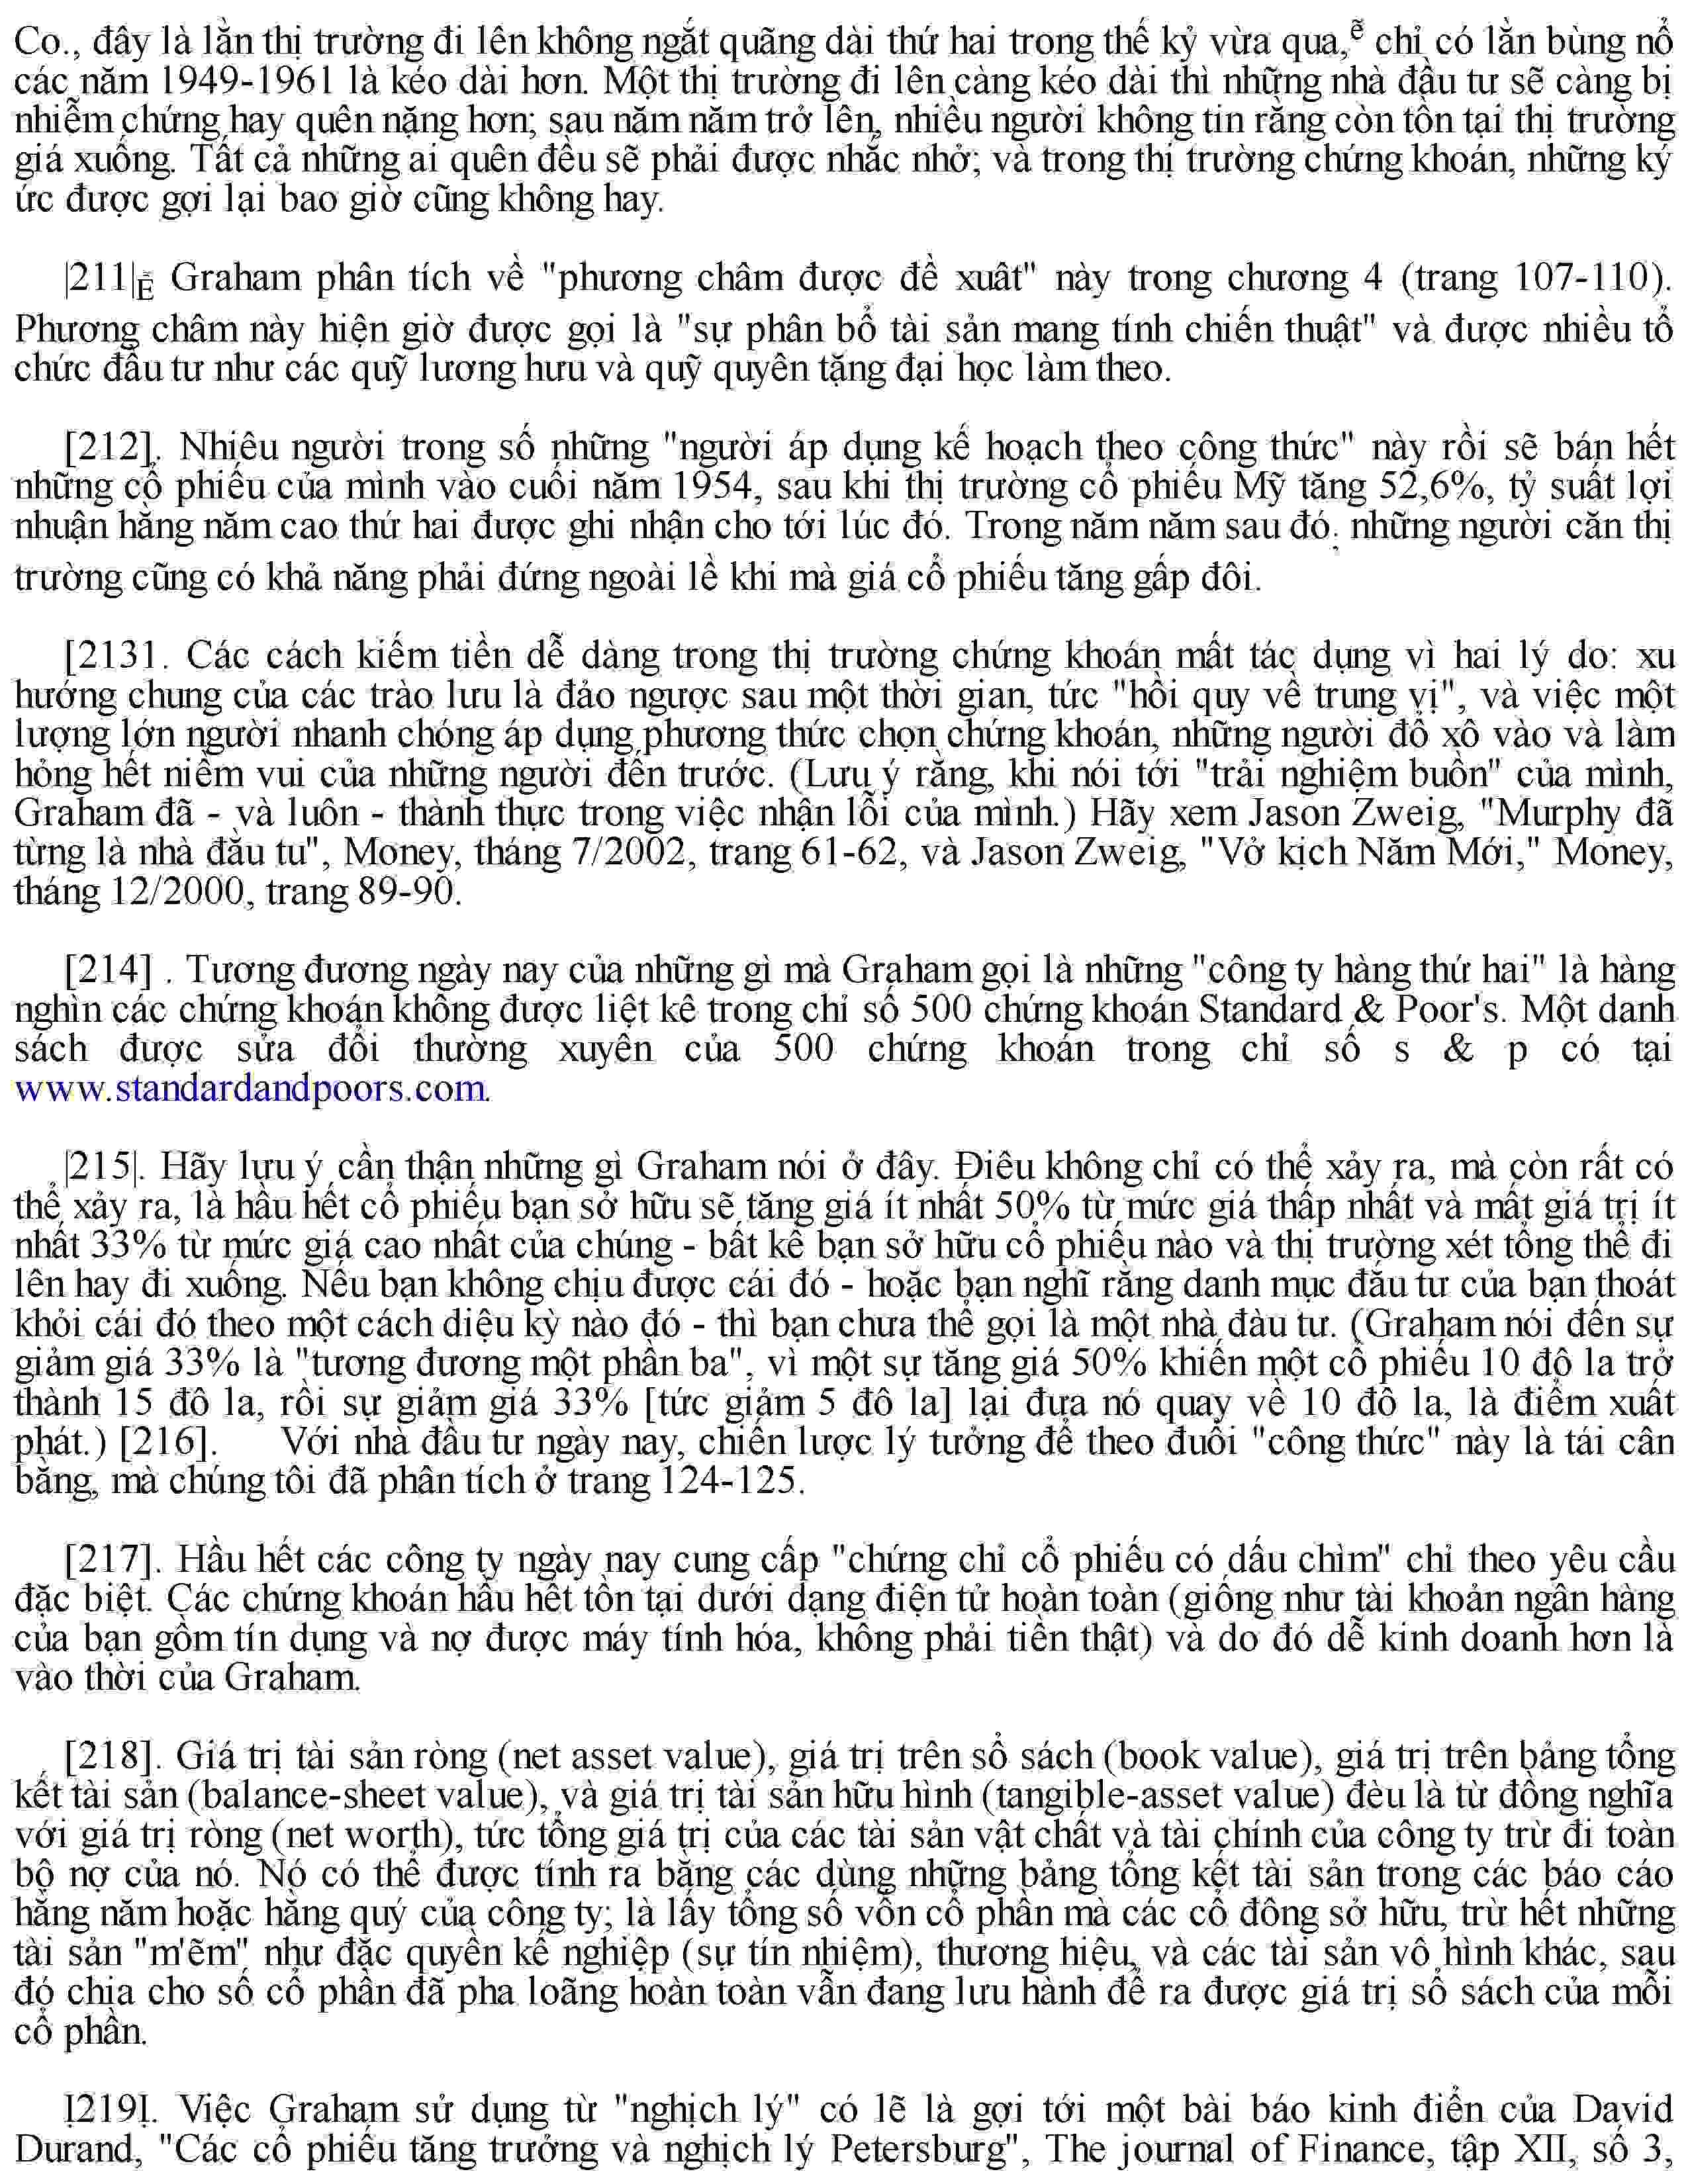 Co., đây là lần thị trường đi lên không ngắt quãng dài thứ hai trong thế kỷ vừa qua,ễ chỉ có lần bùng nổ
các năm 1949-1961 là kéo dài hơn. Một thị trường đi lên càng kéo dài thì những nhà đầu tư sẽ càng bị
nhiễm chứng hay quên nặng hơn; sau năm năm trở lên, nhiều người không tin rằng còn tồn tại thị trường
giá xuống. Tất cả những ai quên đều sẽ phải được nhắc nhở; và trong thị trường chứng khoán, những ký
ức được gợi lại bao giờ cũng không hay.
|211|Ễ Graham phân tích về "phương châm được đề xuât" này trong chương 4 (trang 107-110).
Phương châm này hiện giờ được gọi là "sự phân bổ tài sản mang tính chiến thuật" và được nhiều tổ
chức đầu tư như các quỹ lương hưu và quỹ quyên tặng đại học làm theo.
[212]. Nhiêu người trong số những "người áp dụng kế hoạch theo công thức" này rồi sẽ bán hết
những cổ phiếu của mình vào cuối năm 1954, sau khi thị trường cổ phiếu Mỹ tăng 52,6%, tỷ suất lợi
nhuận hằng năm cao thứ hai được ghi nhận cho tới lúc đó. Trong năm năm sau đó, những người căn thị
trường cũng có khả năng phải đứng ngoài lề khi mà giá cổ phiếu tăng gấp đôi.
[2131. Các cách kiếm tiền dễ dàng trong thị trường chứng khoán mất tác dụng vì hai lý do: xu
hướng chung của các trào lưu là đảo ngược sau một thời gian, tức "hồi quy về trung vị", và việc một
lượng lớn người nhanh chóng áp dụng phương thức chọn chứng khoán, những người đổ xô vào và làm
hỏng hết niềm vui của những người đến trước. (Lưu ý rằng, khi nói tới "trải nghiệm buồn" của mình,
Graham đã - và luôn - thành thực trong việc nhận lỗi của mình.) Hãy xem Jason Zweig, "Murphy đã
từng là nhà đầu tu", Money, tháng 7/2002, trang 61-62, và Jason Zweig, "Vở kịch Năm Mới," Money,
tháng 12/2000, trang 89-90.
[214] . Tương đương ngày nay của những gì mà Graham gọi là những "công ty hàng thứ hai" là hàng
nghìn các chứng khoán không được liệt kê trong chỉ số 500 chứng khoán Standard & Poor's. Một danh
sách được sửa đổi thường xuyên của 500 chứng khoán trong chỉ số s & p có tại
www.standardandpoors.com.
|215|. Hãy lưu ý cần thận những gì Graham nói ở đây. Điêu không chỉ có thể xảy ra, mà còn rất có
thể xảy ra, là hầu hết cổ phiếu bạn sở hữu sẽ tăng giá ít nhất 50% từ mức giá thấp nhất và mất giá trị ít
nhất 33% từ mức giá cao nhất của chúng - bất kể bạn sở hữu cổ phiếu nào và thị trường xét tổng thể đi
lên hay đi xuống. Nếu bạn không chịu được cái đó - hoặc bạn nghĩ rằng danh mục đầu tư của bạn thoát
khỏi cái đó theo một cách diệu kỳ nào đó - thì bạn chưa thể gọi là một nhà đàu tư. (Graham nói đến sự
giảm giá 33% là "tương đương một phần ba", vì một sự tăng giá 50% khiến một cổ phiếu 10 đô la trở
thành 15 đô la, rồi sự giảm giá 33% [tức giảm 5 đô la] lại đưa nó quay về 10 đô la, là điểm xuất
phát.) [216]. Với nhà đầu tư ngày nay, chiến lược lý tưởng để theo đuổi "công thức" này là tái cân
bằng, mà chúng tôi đã phân tích ở trang 124-125.
[217]. Hầu hết các công ty ngày nay cung cấp "chứng chỉ cổ phiếu có dấu chìm" chỉ theo yêu cầu
đặc biệt. Các chứng khoán hầu hết tồn tại dưới dạng điện tử hoàn toàn (giống như tài khoản ngân hàng
của bạn gồm tín dụng và nợ được máy tính hóa, không phải tiền thật) và do đó dễ kinh doanh hơn là
vào thời của Graham.
[218]. Giá trị tài sản ròng (net asset value), giá trị trên sổ sách (book value), giá trị trên bảng tổng
kết tài sản (balance-sheet value), và giá trị tài sản hữu hình (tangible-asset value) đèu là từ đồng nghĩa
với giá trị ròng (net worth), tức tổng giá trị của các tài sản vật chất và tài chính của công ty trừ đi toàn
bộ nợ của nó. Nó có thể được tính ra bằng các dùng những bảng tổng kết tài sản trong các báo cáo
hằng năm hoặc hằng quý của công ty; là lấy tổng số vốn cổ phần mà các cổ đông sở hữu, trừ hết những
tài sản "m'ẽm" như đặc quyền kế nghiệp (sự tín nhiệm), thương hiệu, và các tài sản vô hình khác, sau
đó chia cho số cổ phần đã pha loãng hoàn toàn vẫn đang lưu hành để ra được giá trị sổ sách của mỗi
cổ phần.
Ị219Ị. Việc Graham sử dụng từ "nghịch lý" có lẽ là gợi tới một bài báo kinh điển của David
Durand, "Các cổ phiếu tăng trưởng và nghịch lý Petersburg", The journal of Finance, tập XII, số 3,